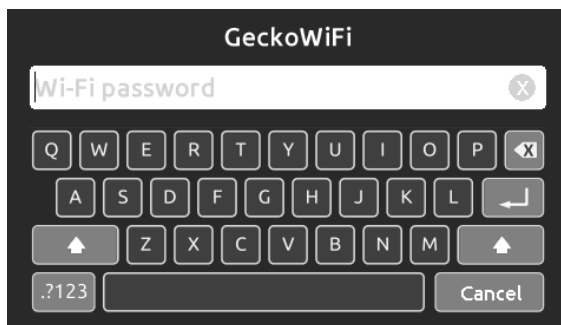 GeckoWiFi
Wi-Fi password
Q W E R T Y U I O P
A S D F G H J K L
Z X C V B N M
.?123 Cancel